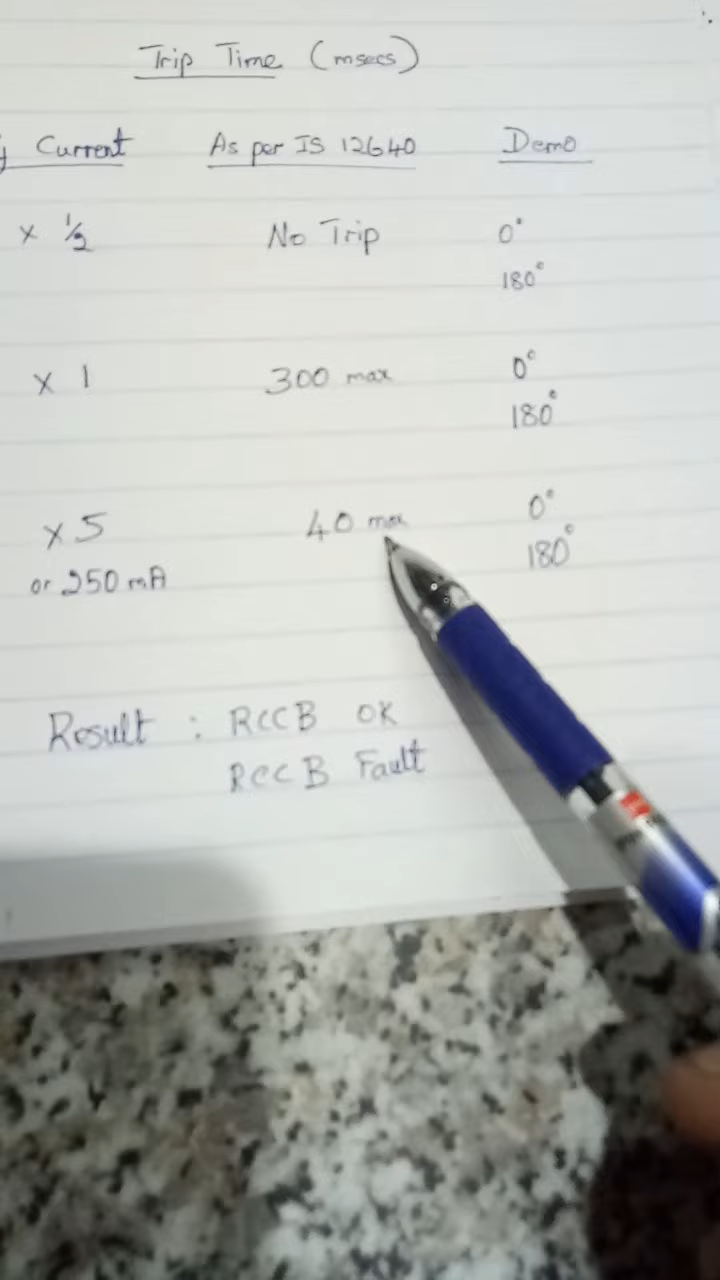 Trip Time (msecs)
Current As per IS 12640 Demo
x 1/2 No Trip 0°
180°
x 1 300 max 0°
180°
x 5 40 max 0°
or 250 mA 180°
Result : RCCB OK
RCCB Fault